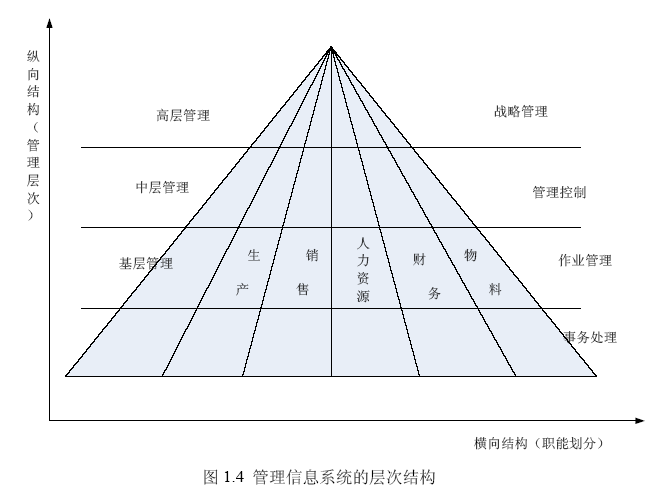 纵向结构（管理层次）
高层管理
战略管理
中层管理
管理控制
基层管理
生产
销售
人力资源
财务
物料
作业管理
事务处理
横向结构（职能划分）
图 1.4 管理信息系统的层次结构